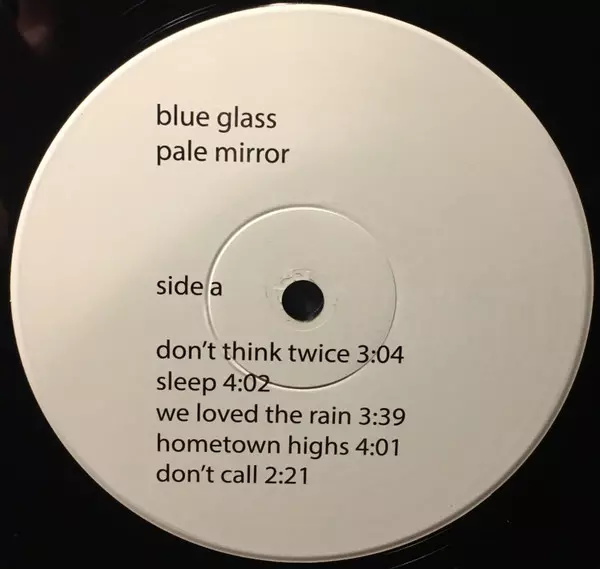 blue glass
pale mirror
side a
don't think twice 3:04
sleep 4:02
we loved the rain 3:39
hometown highs 4:01
don't call 2:21